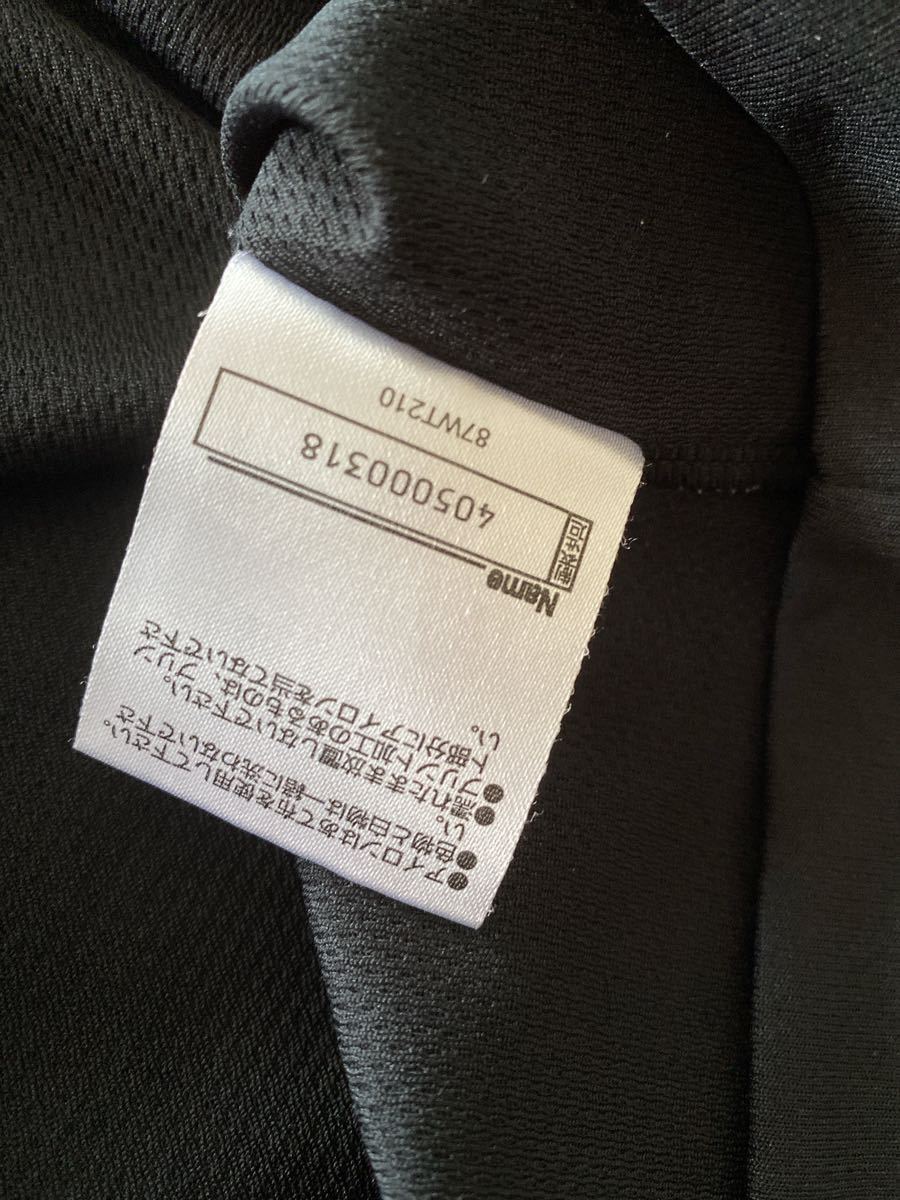 ●アイロンはあて布を使用して下さい。
●色物と白物は一緒に洗わないで下さ
い。
●濡れたまま放置しないで下さい。
●プリント加工のあるものは、プリン
ト部分にアイロンを当てないで下さ
い。
Name
405000318
87WT210